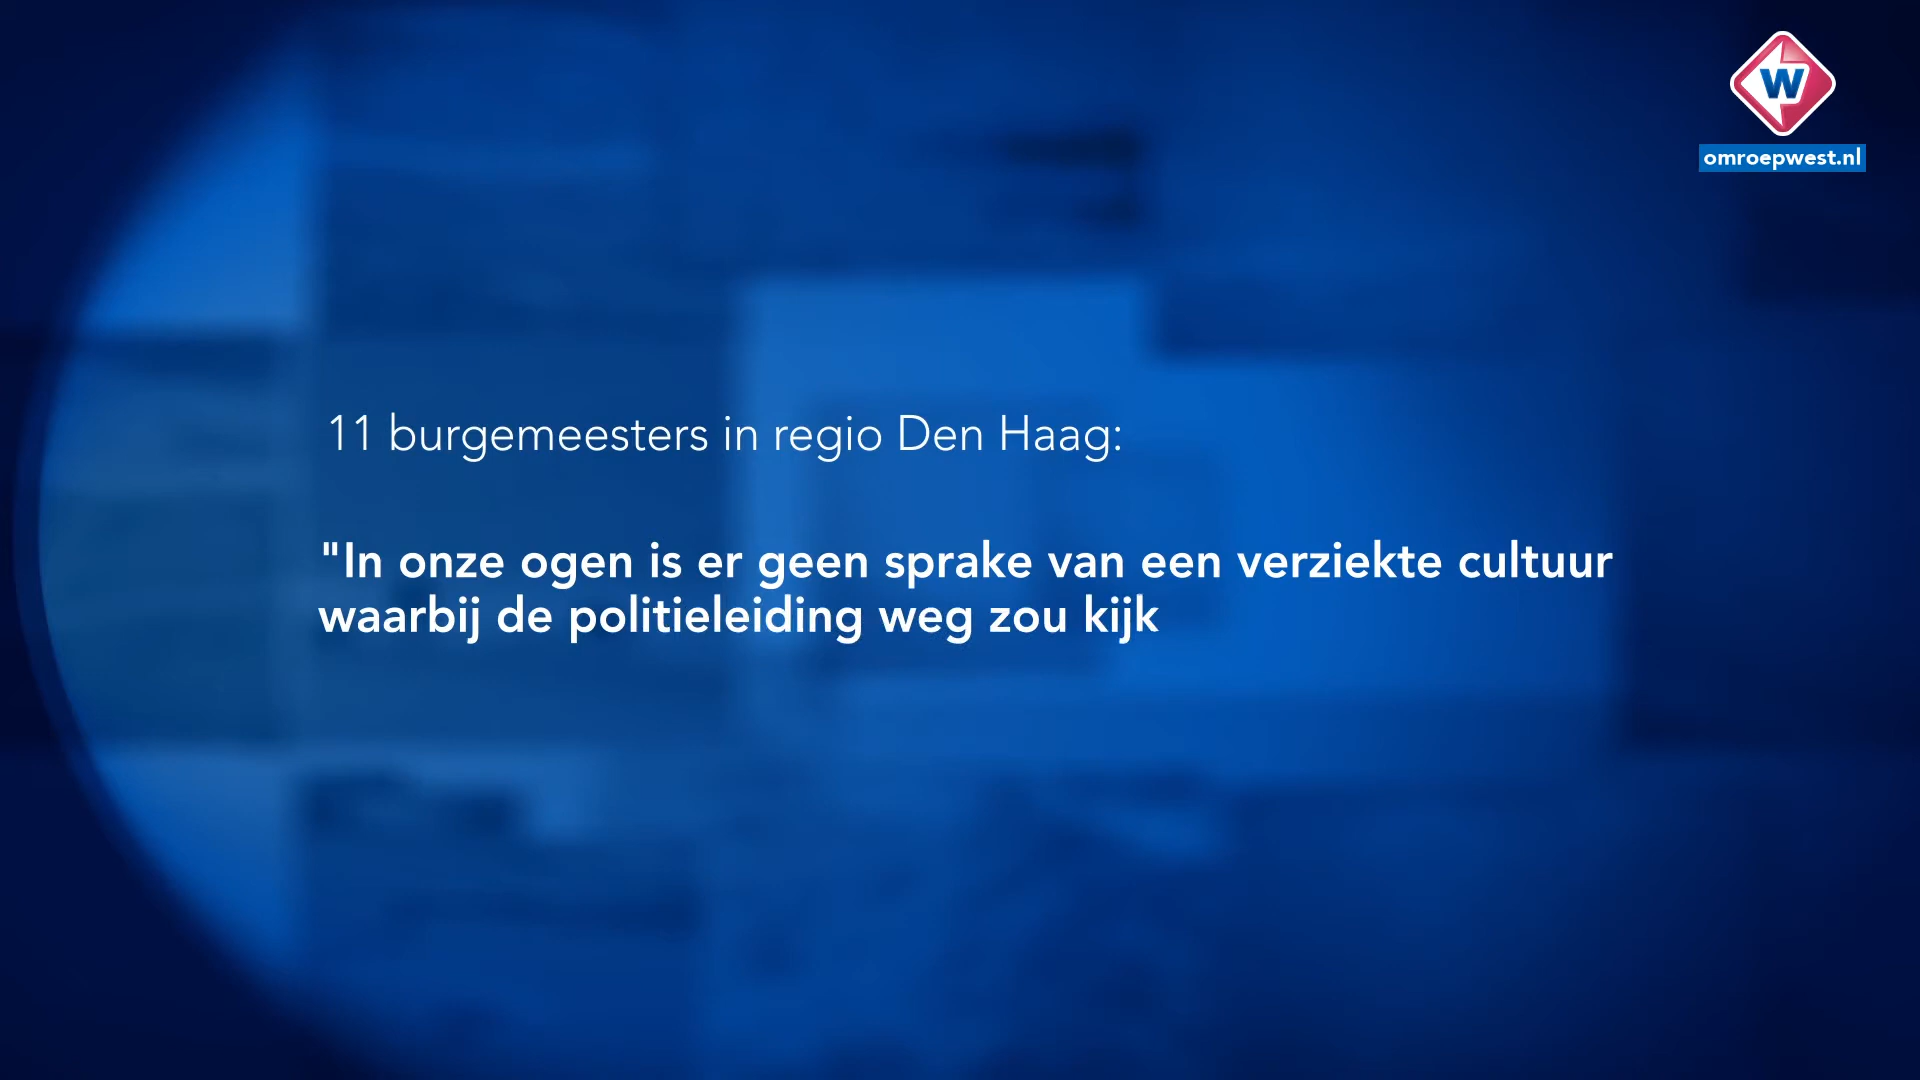 W
omroepwest.nl
11 burgemeesters in regio Den Haag:
"In onze ogen is er geen sprake van een verziekte cultuur
waarbij de politieleiding weg zou kijk